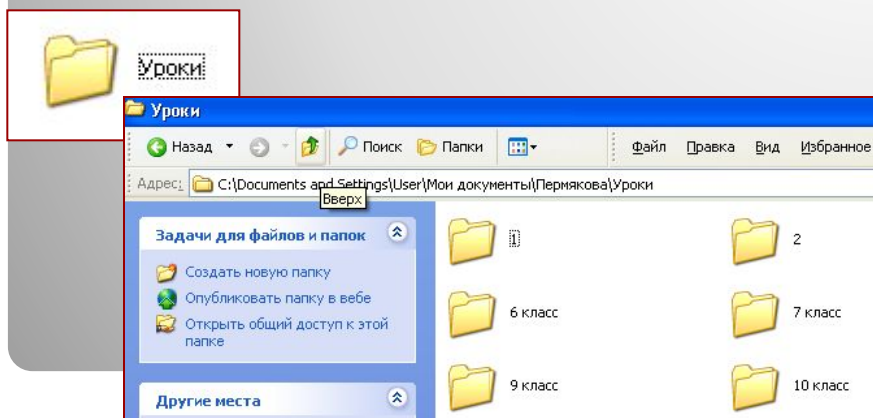 Уроки
Уроки
Назад Поиск Папки Файл Правка Вид Избранное
Адрес: C:\Documents and Settings\User\Мои документы\Пермякова\Уроки
Вверх
Задачи для файлов и папок
1 2
Создать новую папку
Опубликовать папку в вебе
6 класс 7 класс
Открыть общий доступ к этой
папке
9 класс 10 класс
Другие места